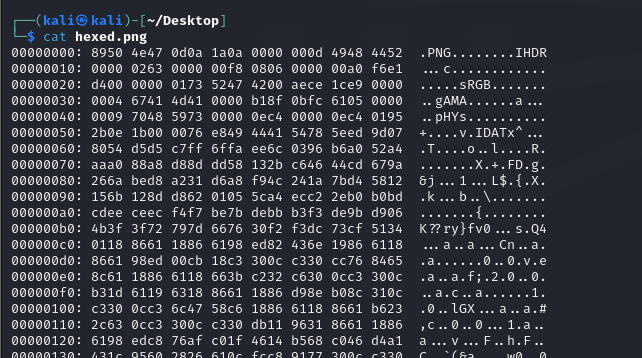 ┌──(kali㉿kali)-[~/Desktop]
└─$ cat hexed.png
00000000: 8950 4e47 0d0a 1a0a 0000 000d 4948 4452  .PNG........IHDR
00000010: 0000 0263 0000 00f8 0806 0000 00a0 f6e1  ...c............
00000020: d400 0000 0173 5247 4200 aece 1ce9 0000  .....sRGB.......
00000030: 0004 6741 4d41 0000 b18f 0bfc 6105 0000  ..gAMA......a...
00000040: 0009 7048 5973 0000 0ec4 0000 0ec4 0195  ..pHYs..........
00000050: 2b0e 1b00 0076 e849 4441 5478 5eed 9d07  +....v.IDATx^...
00000060: 8054 d5d5 c7ff 6ffa ee6c 0396 b6a0 52a4  .T....o..l....R.
00000070: aaa0 88a8 d88d dd58 132b c646 44cd 679a  .......X.+.FD.g.
00000080: 266a bed8 a231 d6a8 f94c 241a 7bd4 5812  &j...1...L$.{.X.
00000090: 156b 128d d862 0105 5ca4 ecc2 2eb0 b0bd  .k...b..\.......
000000a0: cdee ceec f4f7 be7b debb b3f3 de9b d906  .......{........
000000b0: 4b3f 3f72 797d 6676 30f2 f3dc 73cf 5134  K??ry}fv0...s.Q4
000000c0: 0118 8661 1886 6198 ed82 436e 1986 6118  ...a..a...Cn..a.
000000d0: 8661 98ed 00cb 18c3 300c c330 cc76 8465  .a......0..0.v.e
000000e0: 8c61 1886 6118 663b c232 c630 0cc3 300c  .a..a.f;.2.0..0.
000000f0: b31d 6119 6318 8661 1886 d98e b08c 310c  ..a.c..a......1.
00000100: c330 0cc3 6c47 58c6 1886 6118 8661 b623  .0..lGX...a..a.#
00000110: 2c63 0cc3 300c c330 db11 9631 8661 1886  ,c..0..0...1.a..
00000120: 6198 edc8 76af c01f 4614 b568 c046 d4a1  a...v...F..h.F..